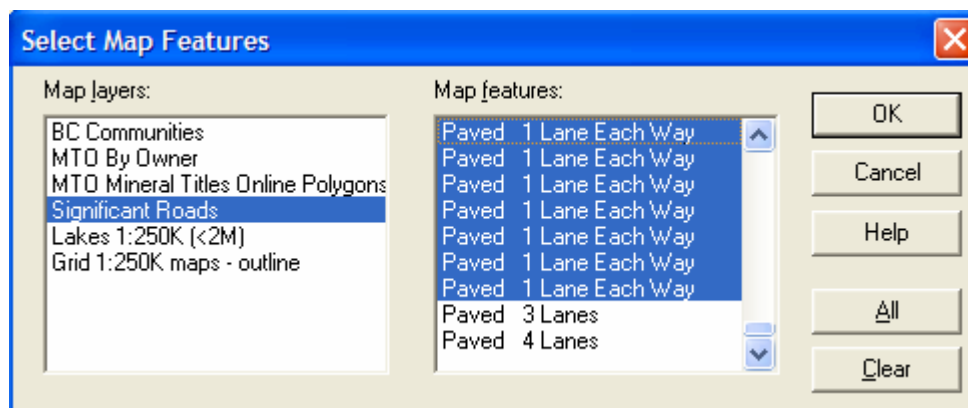 Select Map Features
Map layers:
BC Communities
MTO By Owner
MTO Mineral Titles Online Polygons
Significant Roads
Lakes 1:250K (<2M)
Grid 1:250K maps - outline
Map features:
Paved 1 Lane Each Way
Paved 1 Lane Each Way
Paved 1 Lane Each Way
Paved 1 Lane Each Way
Paved 1 Lane Each Way
Paved 1 Lane Each Way
Paved 1 Lane Each Way
Paved 3 Lanes
Paved 4 Lanes
OK
Cancel
Help
All
Clear